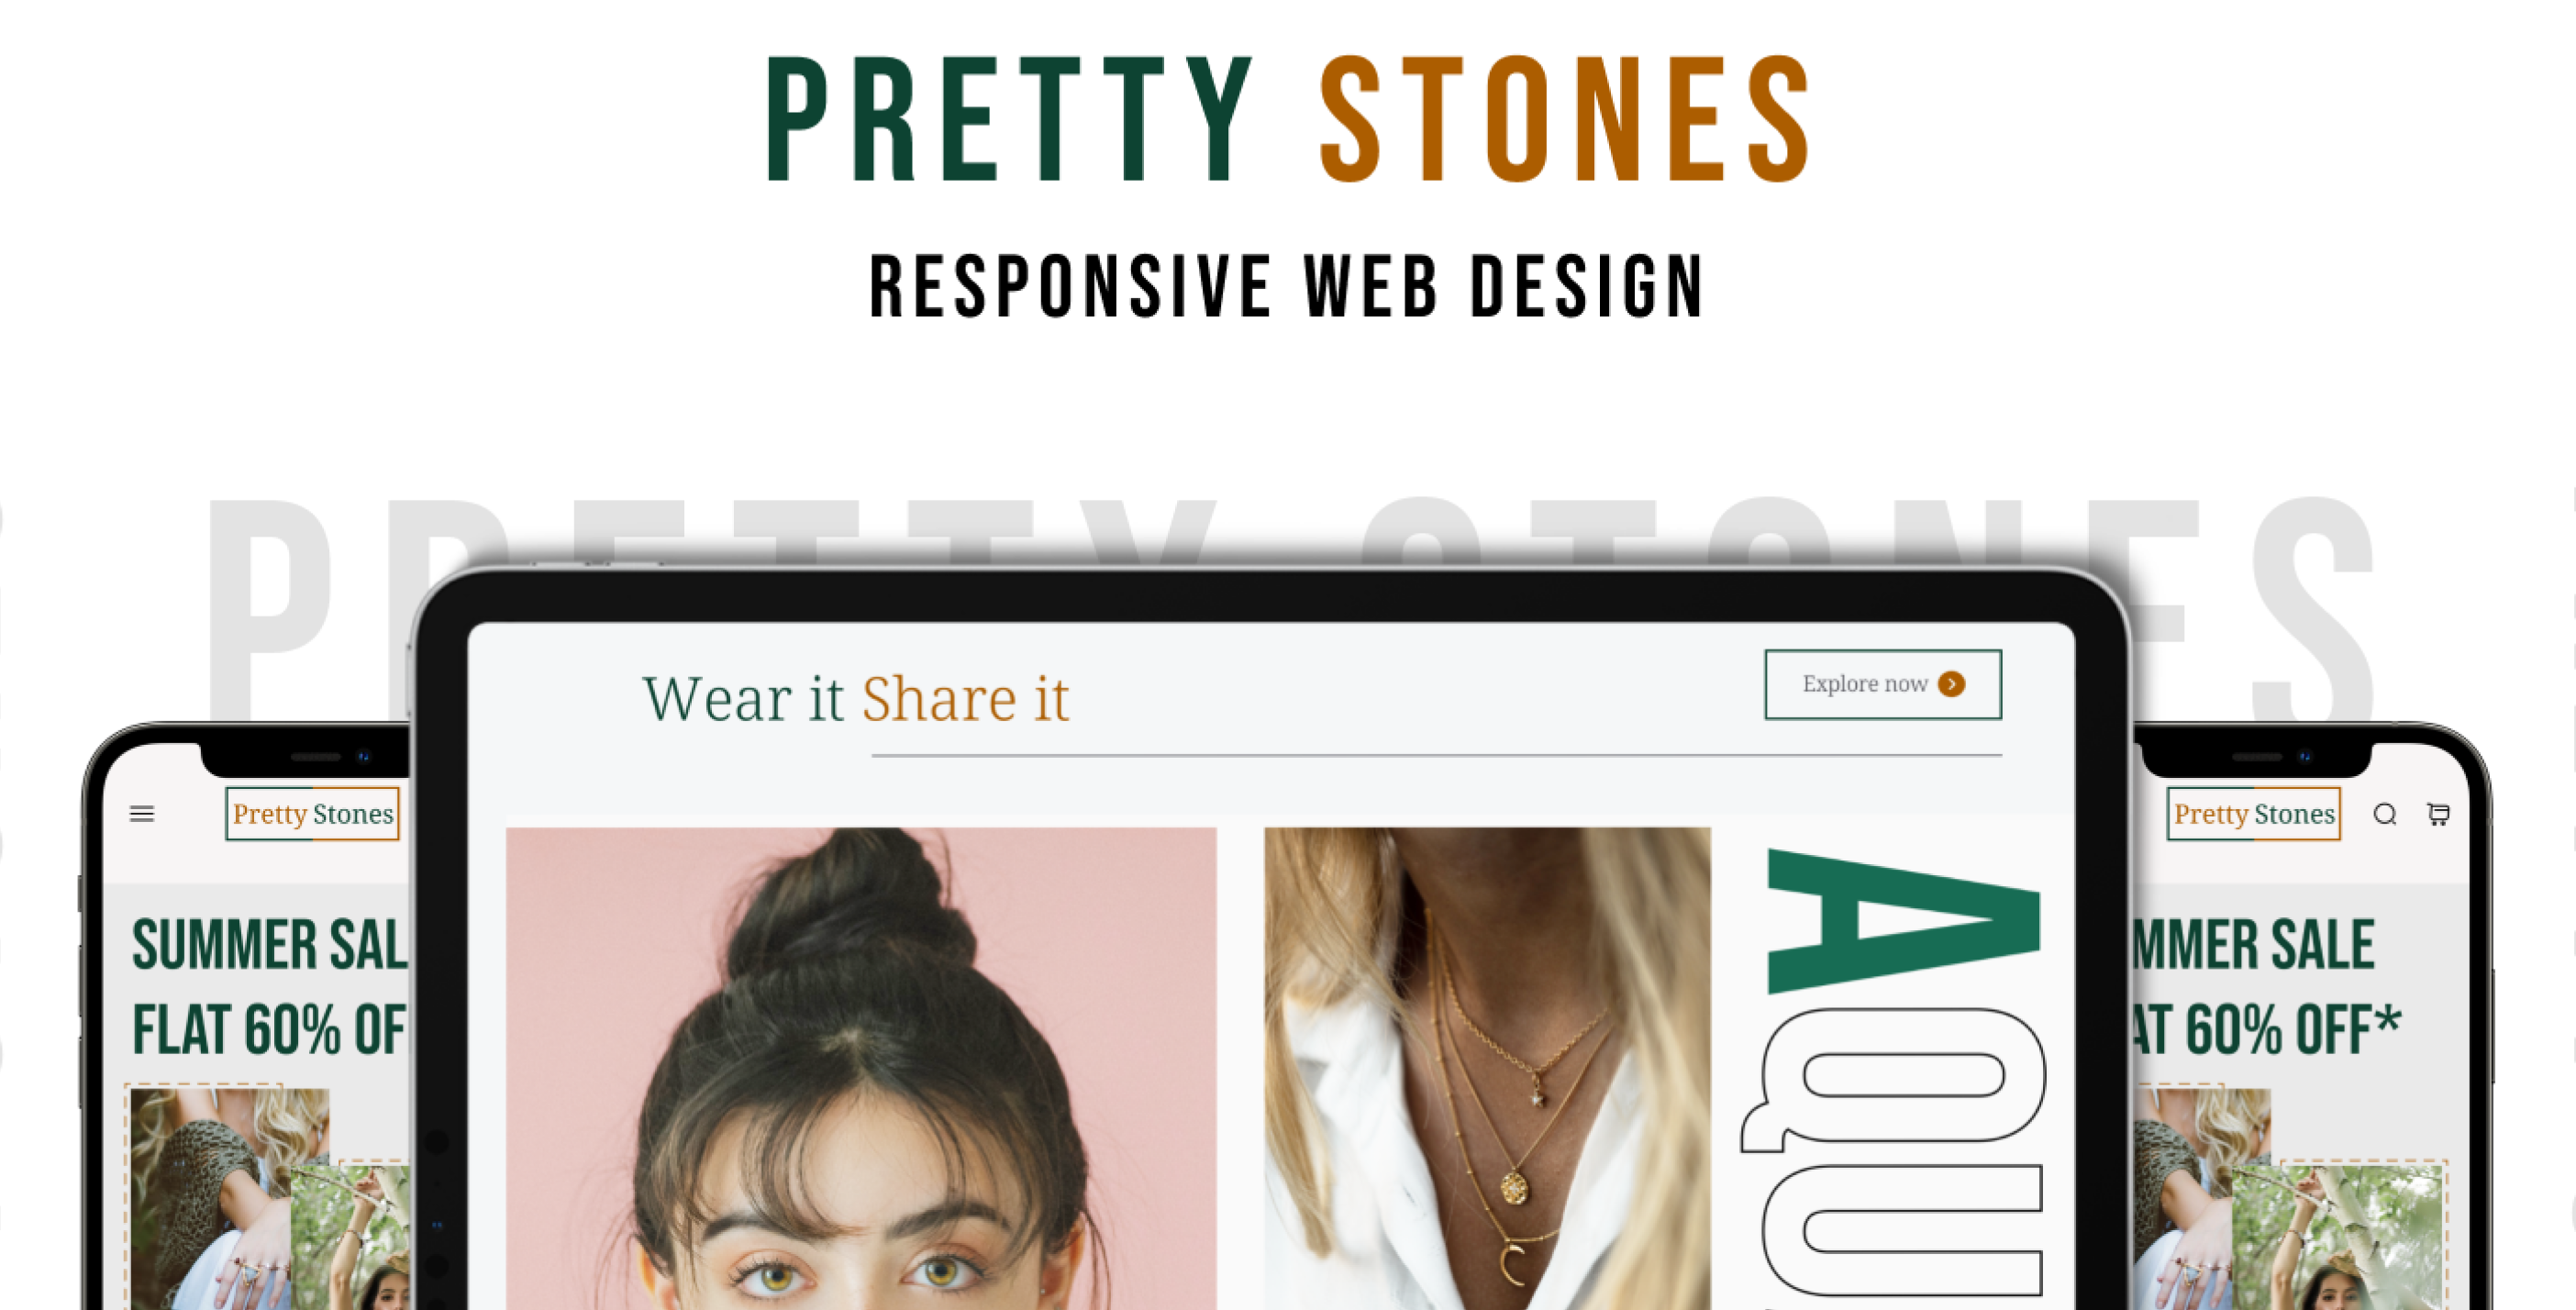 PRETTY STONES
RESPONSIVE WEB DESIGN
PRETTY STONES
Wear it Share it
Explore now
Pretty Stones
SUMMER SAL
FLAT 60% OF
AQU
Pretty Stones
MMER SALE
AT 60% OFF*